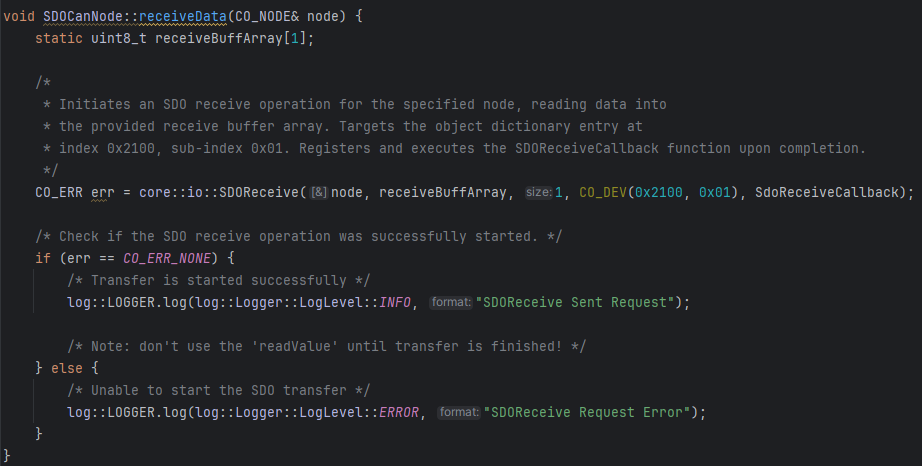 void SDOCanNode::receiveData(CO_NODE& node) {
    static uint8_t receiveBuffArray[1];

    /*
     * Initiates an SDO receive operation for the specified node, reading data into
     * the provided receive buffer array. Targets the object dictionary entry at
     * index 0x2100, sub-index 0x01. Registers and executes the SDOReceiveCallback function upon completion.
     */
    CO_ERR err = core::io::SDOReceive([&]node, receiveBuffArray, size:1, CO_DEV(0x2100, 0x01), SdoReceiveCallback);

    /* Check if the SDO receive operation was successfully started. */
    if (err == CO_ERR_NONE) {
        /* Transfer is started successfully */
        log::LOGGER.log(log::Logger::LogLevel::INFO, format:"SDOReceive Sent Request");

        /* Note: don't use the 'readValue' until transfer is finished! */
    } else {
        /* Unable to start the SDO transfer */
        log::LOGGER.log(log::Logger::LogLevel::ERROR, format:"SDOReceive Request Error");
    }
}